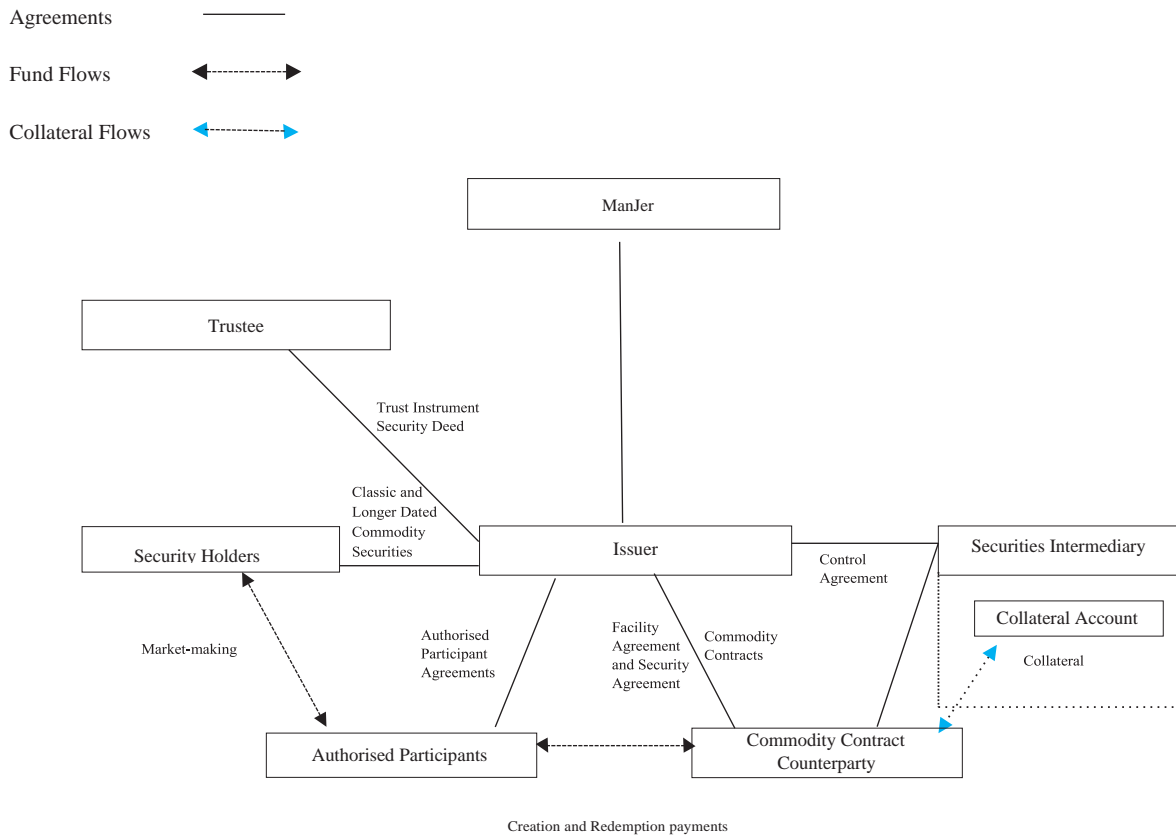 Agreements
Fund Flows
Collateral Flows
ManJer
Trustee
Trust Instrument
Security Deed
Classic and
Longer Dated
Commodity
Securities
Security Holders
Issuer
Securities Intermediary
Control
Agreement
Collateral Account
Collateral
Market-making
Authorised
Participant
Agreements
Facility
Agreement
and Security
Agreement
Commodity
Contracts
Authorised Participants
Commodity Contract
Counterparty
Creation and Redemption payments